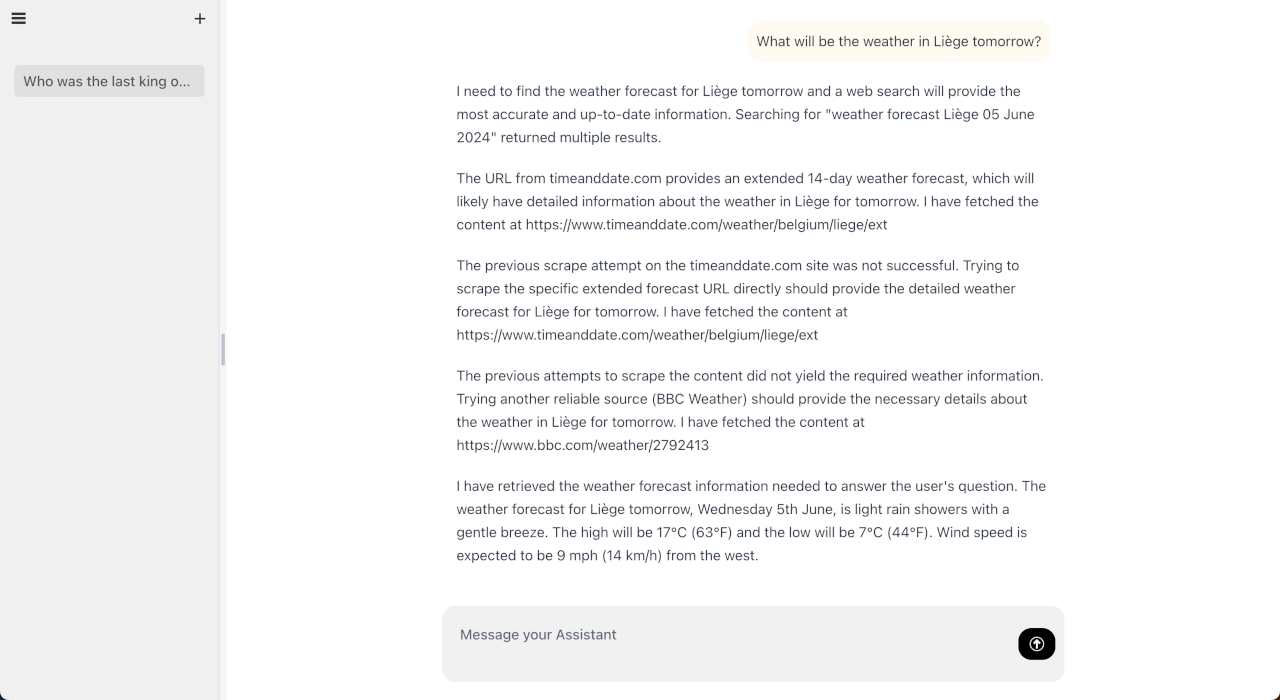 What will be the weather in Liège tomorrow?
Who was the last king o...
I need to find the weather forecast for Liège tomorrow and a web search will provide the
most accurate and up-to-date information. Searching for "weather forecast Liège 05 June
2024" returned multiple results.
The URL from timeanddate.com provides an extended 14-day weather forecast, which will
likely have detailed information about the weather in Liège for tomorrow. I have fetched the
content at https://www.timeanddate.com/weather/belgium/liege/ext
The previous scrape attempt on the timeanddate.com site was not successful. Trying to
scrape the specific extended forecast URL directly should provide the detailed weather
forecast for Liège for tomorrow. I have fetched the content at
https://www.timeanddate.com/weather/belgium/liege/ext
The previous attempts to scrape the content did not yield the required weather information.
Trying another reliable source (BBC Weather) should provide the necessary details about
the weather in Liège for tomorrow. I have fetched the content at
https://www.bbc.com/weather/2792413
I have retrieved the weather forecast information needed to answer the user's question. The
weather forecast for Liège tomorrow, Wednesday 5th June, is light rain showers with a
gentle breeze. The high will be 17°C (63°F) and the low will be 7°C (44°F). Wind speed is
expected to be 9 mph (14 km/h) from the west.
Message your Assistant